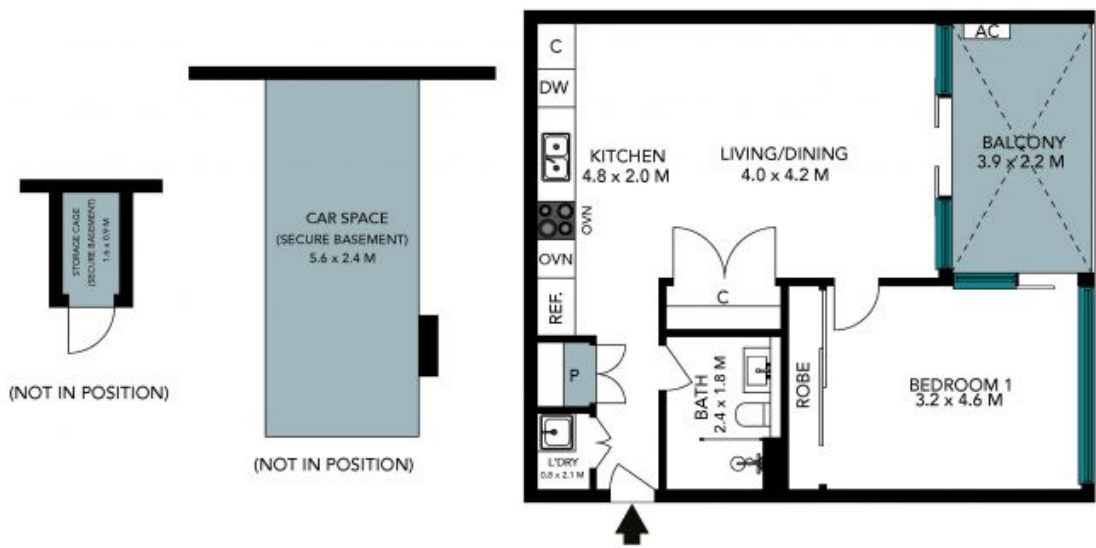 STORAGE CAGE
(SECURE BASEMENT)
1.6 x 0.9 M
(NOT IN POSITION)
CAR SPACE
(SECURE BASEMENT)
5.6 x 2.4 M
(NOT IN POSITION)
C
DW
KITCHEN
4.8 x 2.0 M
OVN
OVN
REF.
LIVING/DINING
4.0 x 4.2 M
AC
BALCONY
3.9 x 2.2 M
C
P
L'DRY
0.8 x 2.1 M
BATH
2.4 x 1.8 M
ROBE
BEDROOM 1
3.2 x 4.6 M